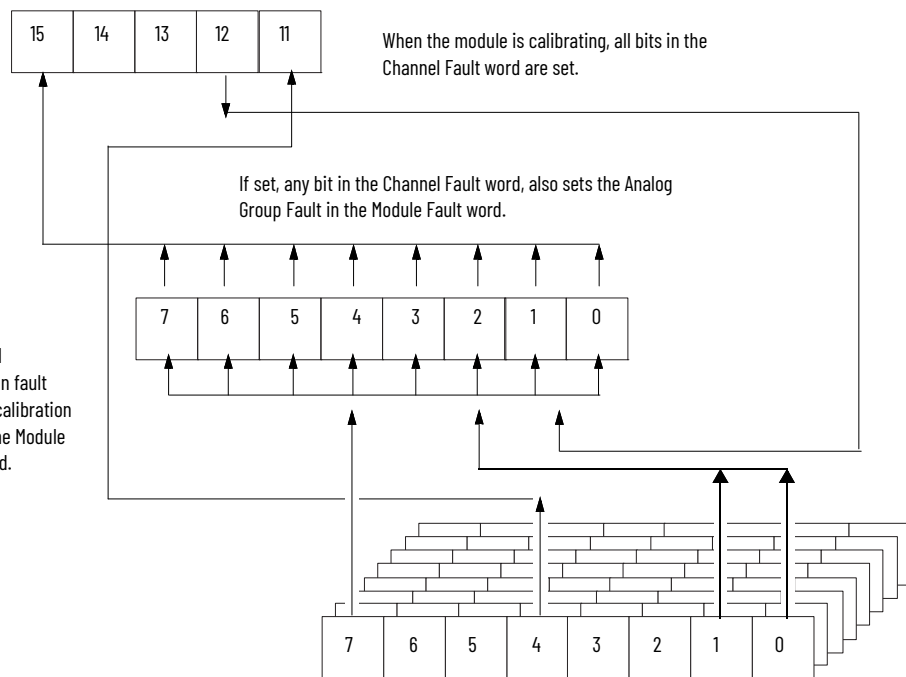 15 14 13 12 11
When the module is calibrating, all bits in the
Channel Fault word are set.
If set, any bit in the Channel Fault word, also sets the Analog
Group Fault in the Module Fault word.
7 6 5 4 3 2 1 0
n fault
calibration
Module
7 6 5 4 3 2 1 0